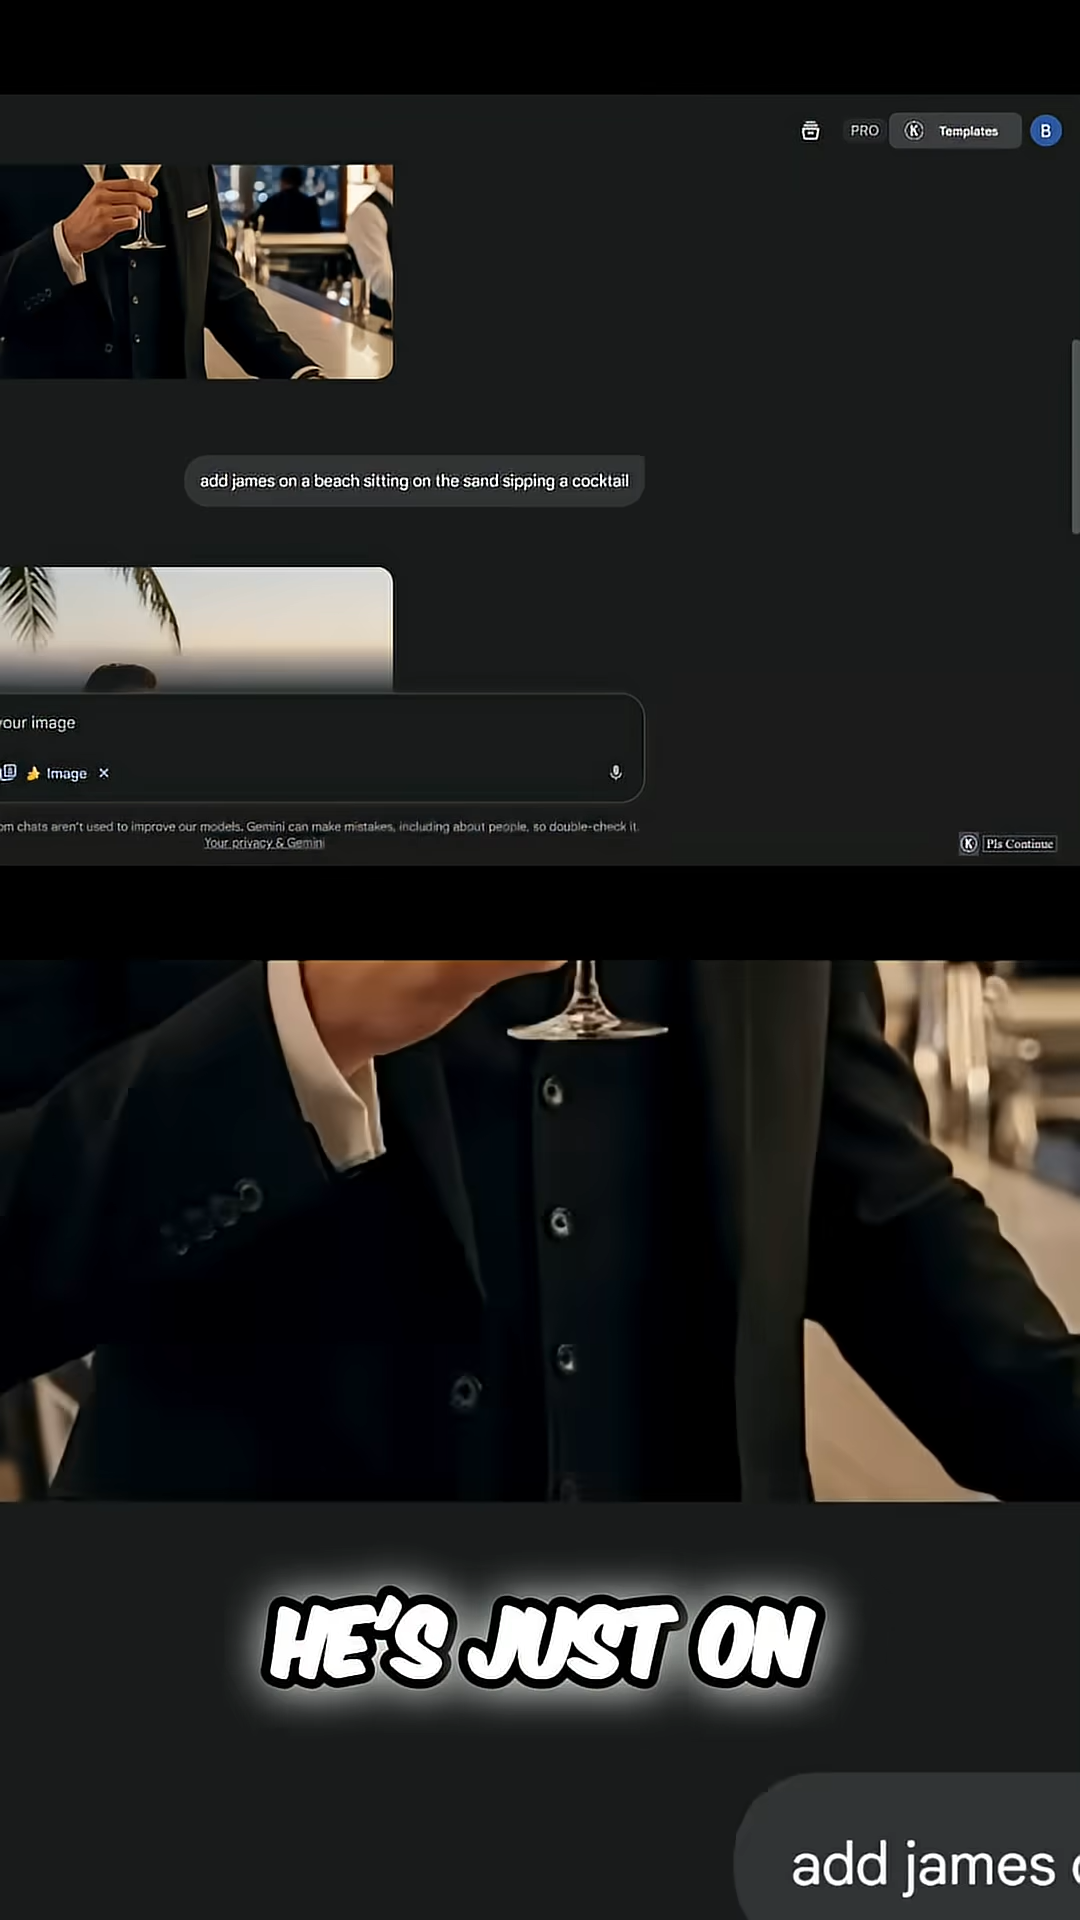 PRO
K
Templates
B
add james on a beach sitting on the sand sipping a cocktail
your image
Image
om chats aren't used to improve our models. Gemini can make mistakes, including about people, so double-check it.
Your privacy & Gemini
K
Pls Continue
HE'S JUST ON
add james